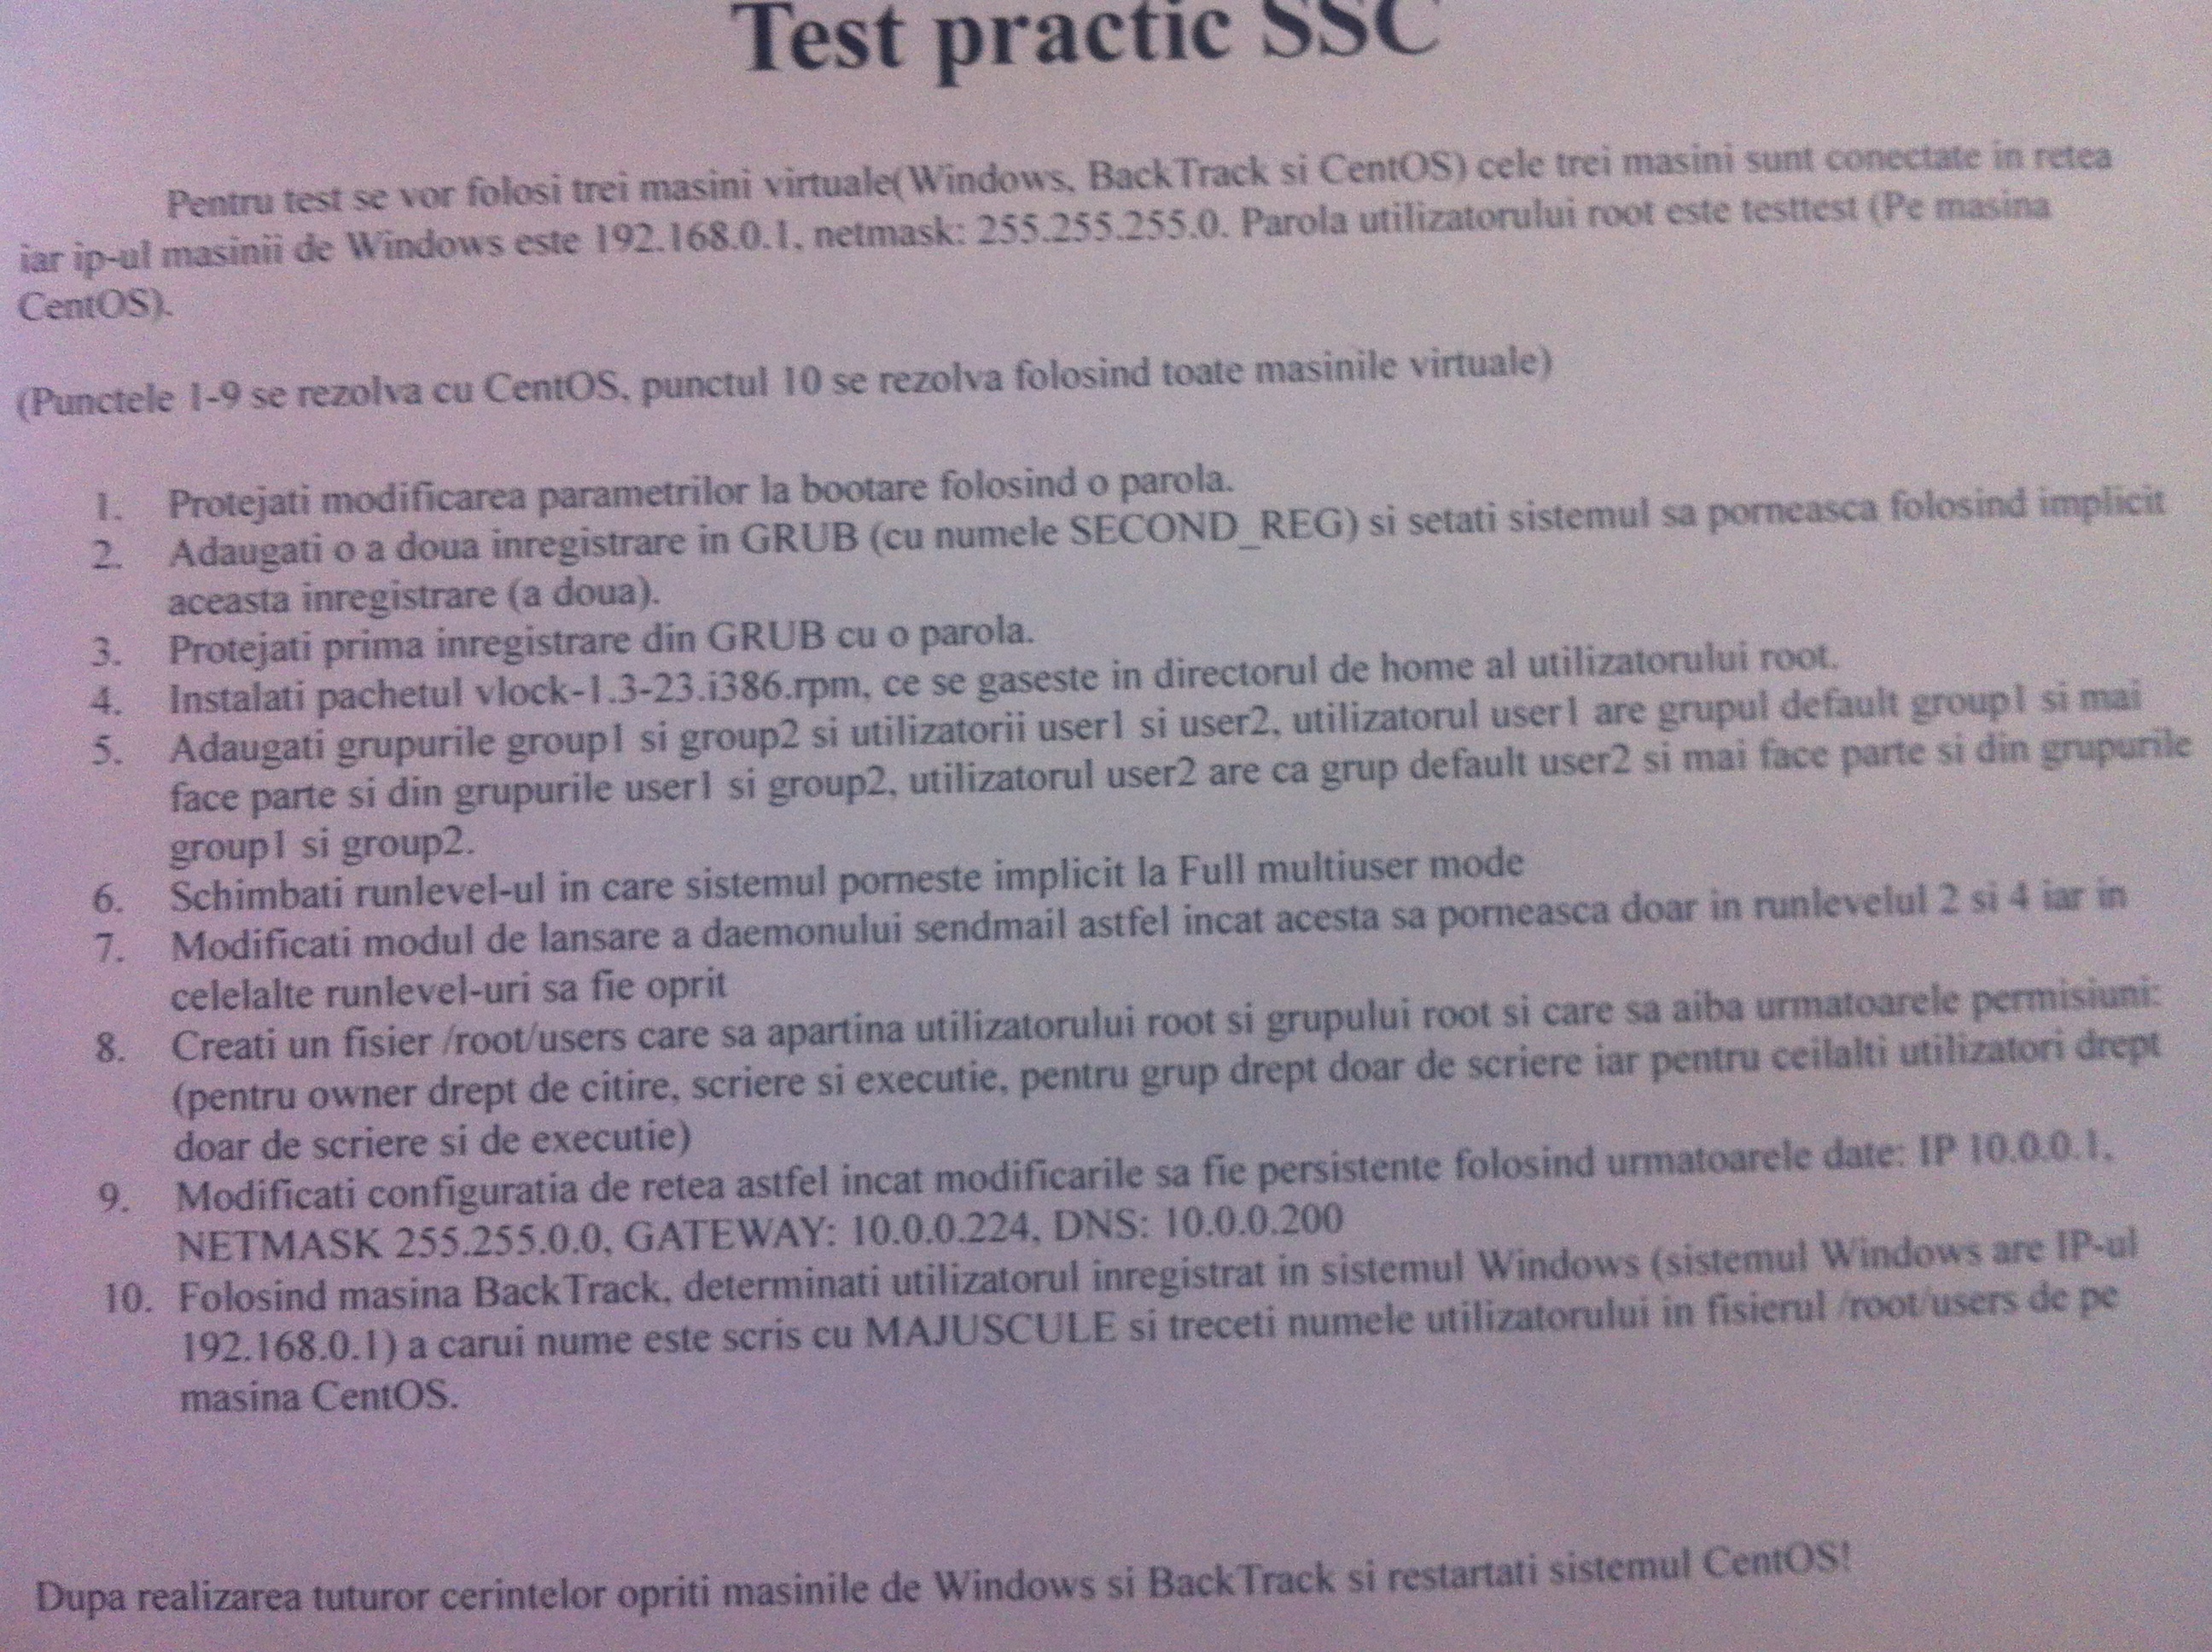 Test practic SSC
Pentru test se vor folosi trei masini virtuale(Windows, BackTrack si CentOS) cele trei masini sunt conectate in retea
iar ip-ul masinii de Windows este 192.168.0.1, netmask: 255.255.255.0. Parola utilizatorului root este testtest (Pe masina
CentOS).
(Punctele 1-9 se rezolva cu CentOS, punctul 10 se rezolva folosind toate masinile virtuale)
1. Protejati modificarea parametrilor la bootare folosind o parola.
2. Adaugati o a doua inregistrare in GRUB (cu numele SECOND_REG) si setati sistemul sa porneasca folosind implicit
aceasta inregistrare (a doua).
3. Protejati prima inregistrare din GRUB cu o parola.
4. Instalati pachetul vlock-1.3-23.i386.rpm, ce se gaseste in directorul de home al utilizatorului root.
5. Adaugati grupurile group1 si group2 si utilizatorii user1 si user2, utilizatorul user1 are grupul default group1 si mai
face parte si din grupurile user1 si group2, utilizatorul user2 are ca grup default user2 si mai face parte si din grupurile
group1 si group2.
6. Schimbati runlevel-ul in care sistemul porneste implicit la Full multiuser mode
7. Modificati modul de lansare a daemonului sendmail astfel incat acesta sa porneasca doar in runlevelul 2 si 4 iar in
celelalte runlevel-uri sa fie oprit
8. Creati un fisier /root/users care sa apartina utilizatorului root si grupului root si care sa aiba urmatoarele permisiuni:
(pentru owner drept de citire, scriere si executie, pentru grup drept doar de scriere iar pentru ceilalti utilizatori drept
doar de scriere si de executie)
9. Modificati configuratia de retea astfel incat modificarile sa fie persistente folosind urmatoarele date: IP 10.0.0.1,
NETMASK 255.255.0.0, GATEWAY: 10.0.0.224, DNS: 10.0.0.200
10. Folosind masina BackTrack, determinati utilizatorul inregistrat in sistemul Windows (sistemul Windows are IP-ul
192.168.0.1) a carui nume este scris cu MAJUSCULE si treceti numele utilizatorului in fisierul /root/users de pe
masina CentOS.
Dupa realizarea tuturor cerintelor opriti masinile de Windows si BackTrack si restartati sistemul CentOS!